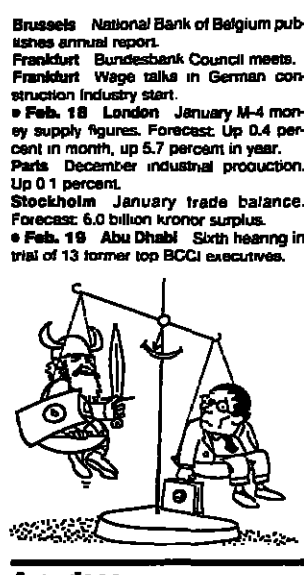 Brussels National Bank of Belgium pub-
lishes annual report.
Frankfurt Bundesbank Council meets.
Frankfurt Wage talks in German con-
struction industry start.
• Feb. 18 London January M-4 mon-
ey supply figures. Forecast: Up 0.4 per-
cent in month, up 5.7 percent in year.
Paris December industrial production.
Up 0.1 percent.
Stockholm January trade balance.
Forecast: 6.0 billion kronor surplus.
• Feb. 19 Abu Dhabi Sixth hearing in
trial of 13 former top BCCI executives.